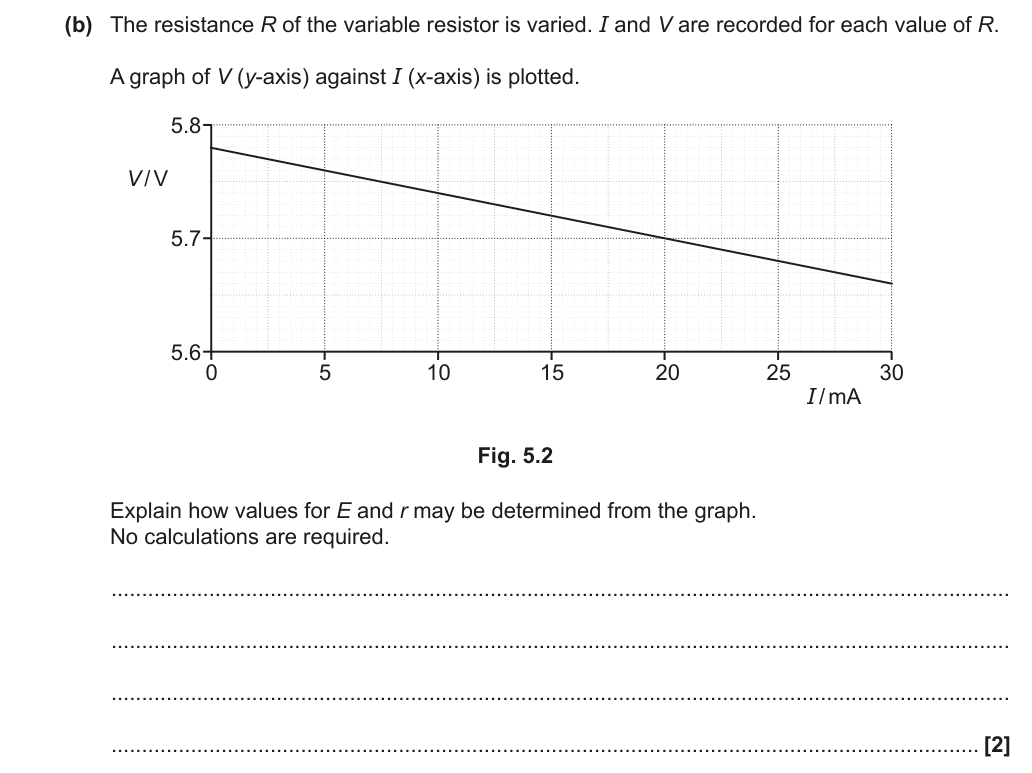 (b) The resistance R of the variable resistor is varied. I and V are recorded for each value of R.
A graph of V (y-axis) against I (x-axis) is plotted.
5.8
V/V
5.7
5.6
0 5 10 15 20 25 30
I/mA
Fig. 5.2
Explain how values for E and r may be determined from the graph.
No calculations are required.
[2]